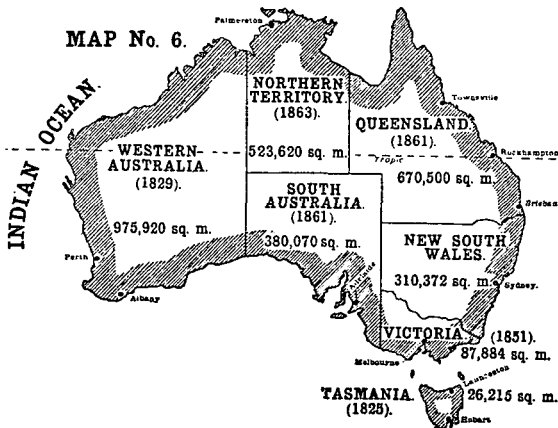 Palmerston
MAP No. 6.
INDIAN OCEAN.
NORTHERN
TERRITORY.
(1863).
523,620 sq. m.
Townsville
QUEENSLAND.
(1861).
Tropic
Rockhampton
670,500 sq. m.
WESTERN-
AUSTRALIA.
(1829).
975,920 sq. m.
SOUTH
AUSTRALIA.
(1861).
380,070 sq. m.
Brisbane
NEW SOUTH
WALES.
310,372 sq. m.
Sydney.
Perth
Albany
Adelaide
VICTORIA.
(1851).
87,884 sq. m.
Melbourne
TASMANIA.
(1825).
Launceston
26,215 sq. m.
Hobart